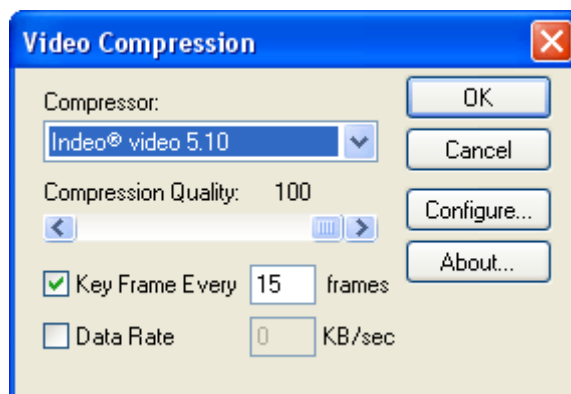 Video Compression
Compressor:
Indeo® video 5.10
Compression Quality: 100
Key Frame Every 15 frames
Data Rate 0 KB/sec
OK
Cancel
Configure...
About...